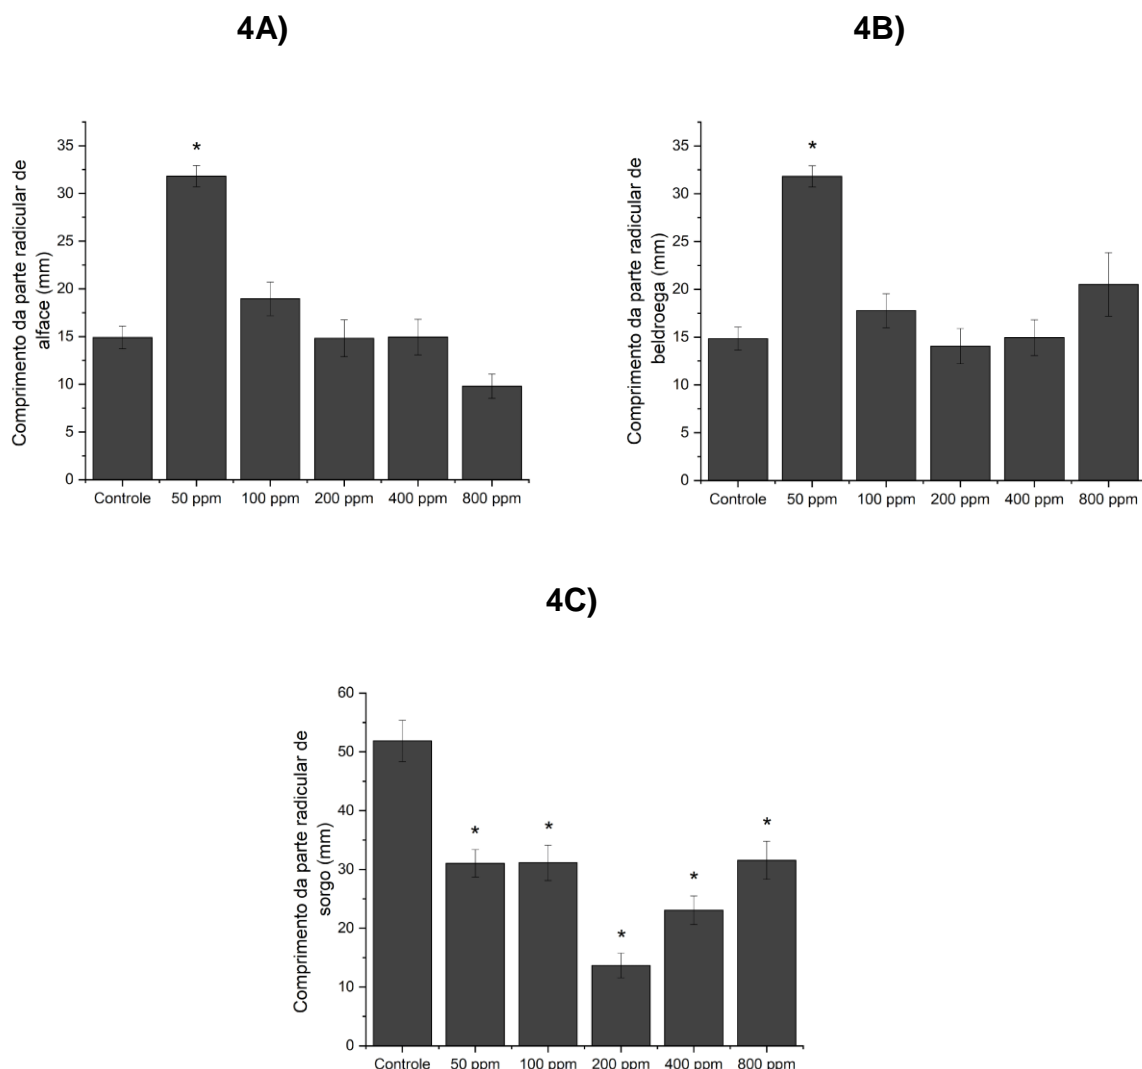 4A)
4B)
Comprimento da parte radicular de
alface (mm)
35
30
25
20
15
10
5
0
*
Controle 50 ppm 100 ppm 200 ppm 400 ppm 800 ppm
Comprimento da parte radicular de
beldroega (mm)
35
30
25
20
15
10
5
0
*
Controle 50 ppm 100 ppm 200 ppm 400 ppm 800 ppm
4C)
Comprimento da parte radicular de
sorgo (mm)
60
50
40
30
20
10
0
* * * * *
Controle 50 ppm 100 ppm 200 ppm 400 ppm 800 ppm